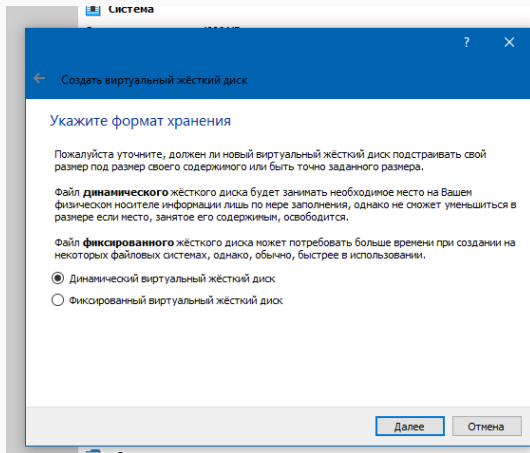 Система
?
Создать виртуальный жёсткий диск
Укажите формат хранения
Пожалуйста уточните, должен ли новый виртуальный жёсткий диск подстраивать свой
размер под размер своего содержимого или быть точно заданного размера.
Файл динамического жёсткого диска будет занимать необходимое место на Вашем
физическом носителе информации лишь по мере заполнения, однако не сможет уменьшиться в
размере если место, занятое его содержимым, освободится.
Файл фиксированного жёсткого диска может потребовать больше времени при создании на
некоторых файловых системах, однако, обычно, быстрее в использовании.
Динамический виртуальный жёсткий диск
Фиксированный виртуальный жёсткий диск
Далее
Отмена